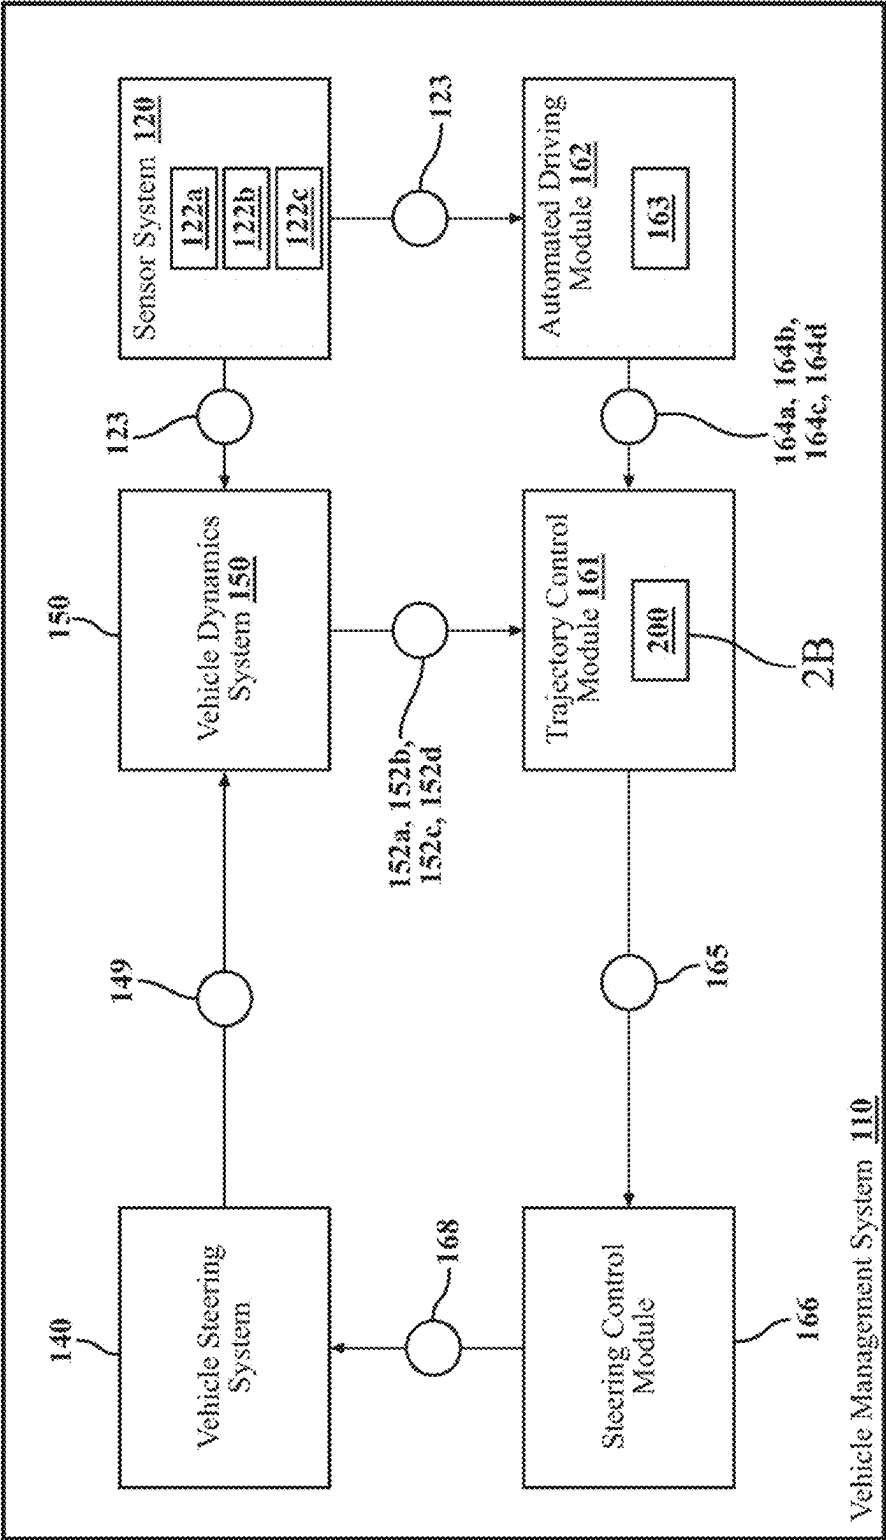 Vehicle Management System 110
140
Vehicle Steering
System
149
150
Vehicle Dynamics
System 150
123
Sensor System 120
122a
122b
122c
168
152a, 152b,
152c, 152d
123
166
Steering Control
Module
165
Trajectory Control
Module 161
200
2B
164a, 164b,
164c, 164d
Automated Driving
Module 162
163